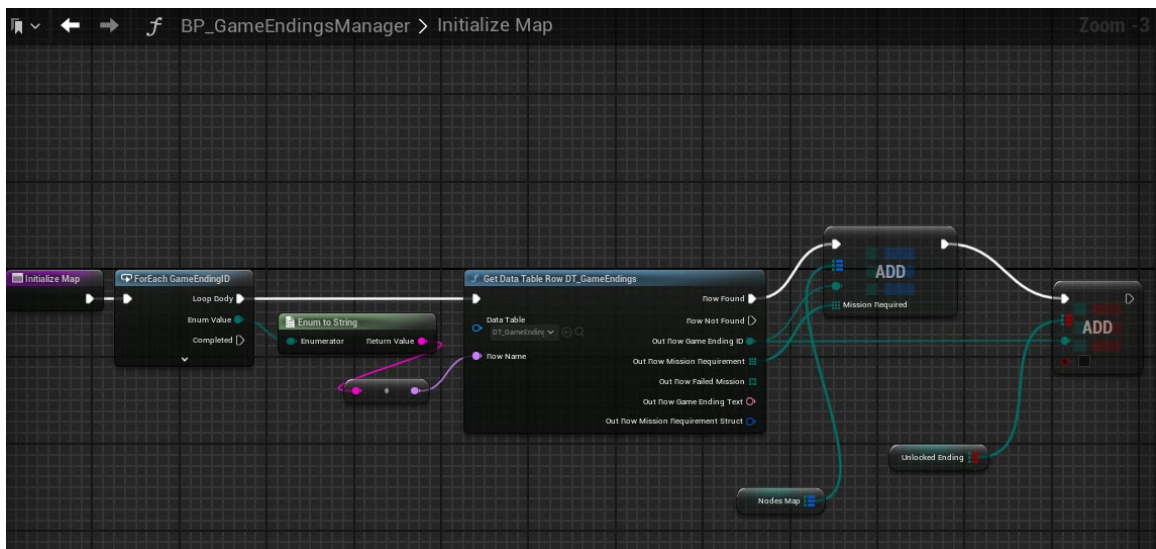 BP_GameEndingsManager > Initialize Map
Zoom -3
Initialize Map
ForEach GameEndingID
Loop Body
Enum Value
Completed
Enum to String
Enumerator
Return Value
Get Data Table Row DT_GameEndings
Row Found
Data Table
DT_GameEnding
Row Not Found
Out Row Game Ending ID
Row Name
Out Row Mission Requirement
Out Row Failed Mission
Out Row Game Ending Text
Out Row Mission Requirement Struct
ADD
Mission Required
ADD
Unlocked Ending
Nodes Map